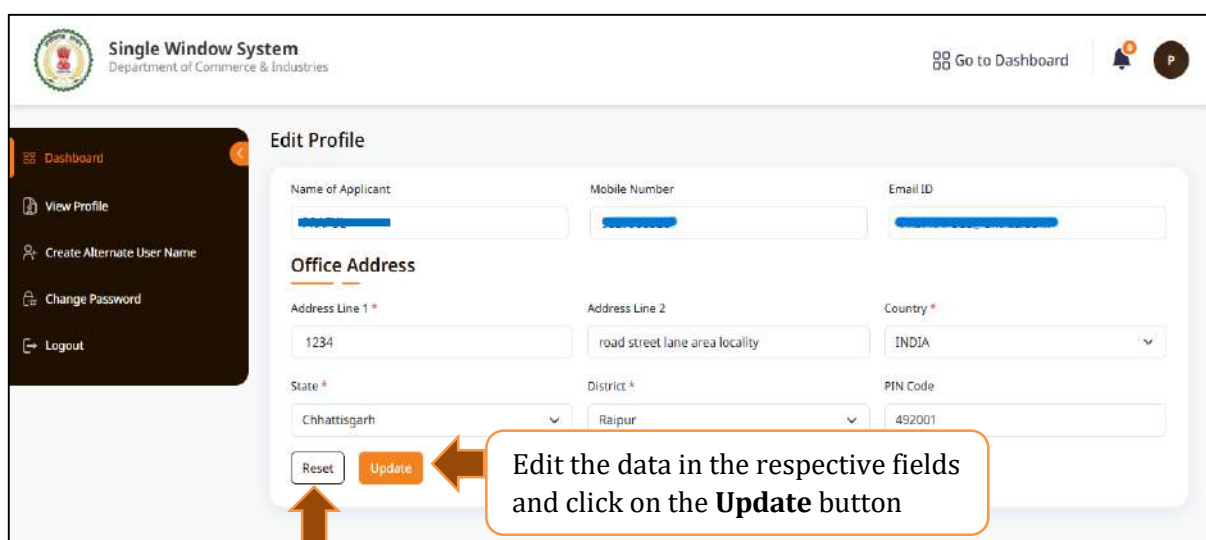 Single Window System
Department of Commerce & Industries
Go to Dashboard
0
P
Dashboard
View Profile
Create Alternate User Name
Change Password
Logout
Edit Profile
Name of Applicant Mobile Number Email ID
Office Address
Address Line 1 * Address Line 2 Country *
1234 road street lane area locality INDIA
State * District * PIN Code
Chhattisgarh Raipur 492001
Reset Update
Edit the data in the respective fields
and click on the Update button